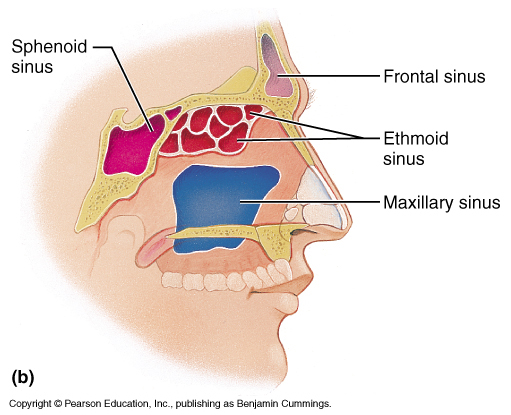 Sphenoid
sinus
Frontal sinus
Ethmoid
sinus
Maxillary sinus
(b)
Copyright © Pearson Education, Inc., publishing as Benjamin Cummings.